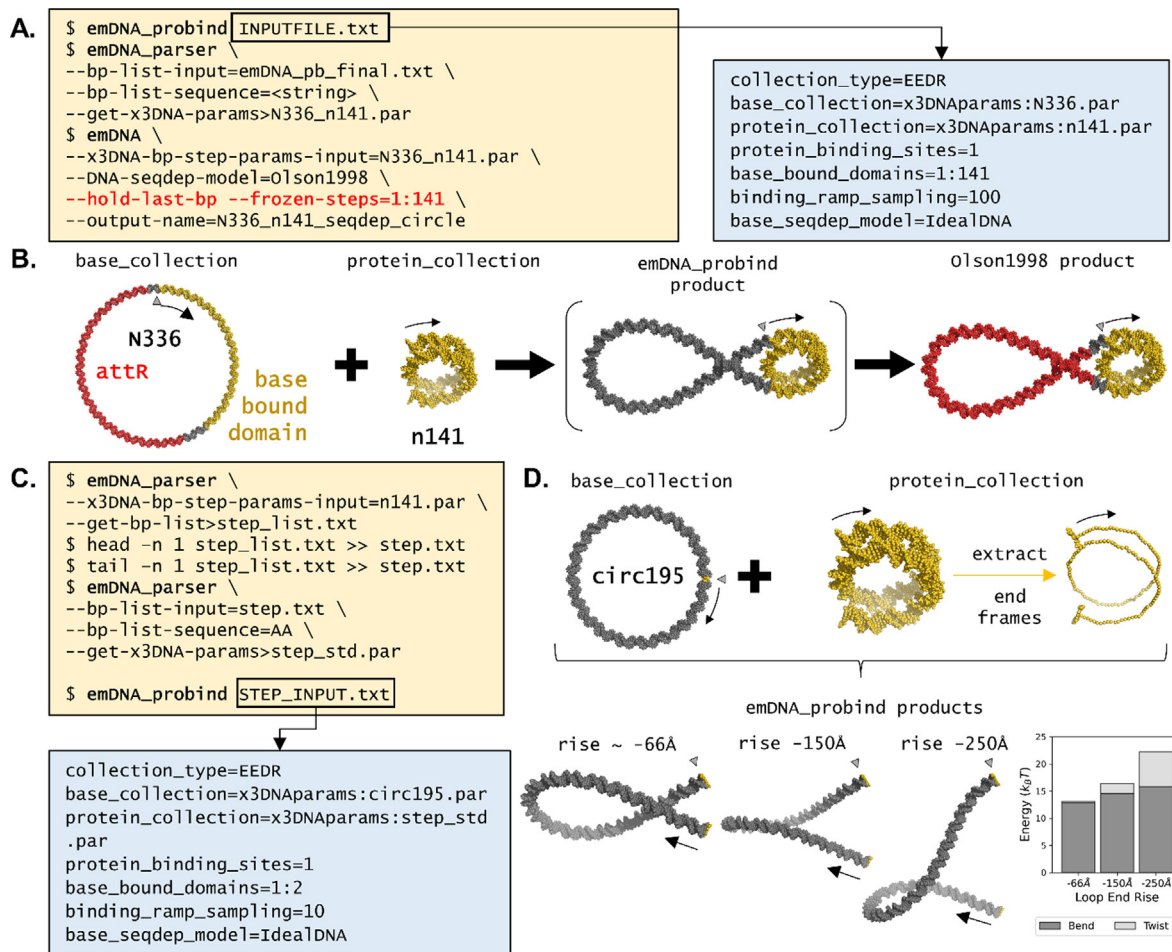 A.
$ emDNA_probind INPUTFILE.txt
$ emDNA_parser \
--bp-list-input=emDNA_pb_final.txt \
--bp-list-sequence=<string> \
--get-x3DNA-params>N336_n141.par
$ emDNA \
--x3DNA-bp-step-params-input=N336_n141.par \
--DNA-seqdep-model=Olson1998 \
--hold-last-bp --frozen-steps=1:141 \
--output-name=N336_n141_seqdep_circle
collection_type=EEDR
base_collection=x3DNAparams:N336.par
protein_collection=x3DNAparams:n141.par
protein_binding_sites=1
base_bound_domains=1:141
binding_ramp_sampling=100
base_seqdep_model=IdealDNA
B.
base_collection
protein_collection
emDNA_probind
product
Olson1998 product
N336
attR
base
bound
domain
n141
C.
$ emDNA_parser \
--x3DNA-bp-step-params-input=n141.par \
--get-bp-list>step_list.txt
$ head -n 1 step_list.txt >> step.txt
$ tail -n 1 step_list.txt >> step.txt
$ emDNA_parser \
--bp-list-input=step.txt \
--bp-list-sequence=AA \
--get-x3DNA-params>step_std.par
$ emDNA_probind STEP_INPUT.txt
collection_type=EEDR
base_collection=x3DNAparams:circ195.par
protein_collection=x3DNAparams:step_std
.par
protein_binding_sites=1
base_bound_domains=1:2
binding_ramp_sampling=10
base_seqdep_model=IdealDNA
D.
base_collection
protein_collection
circ195
extract
end
frames
emDNA_probind products
rise ~ -66Å
rise -150Å
rise -250Å
Energy (kBT)
25
20
15
10
5
0
-66Å -150Å -250Å
Loop End Rise
Bend Twist